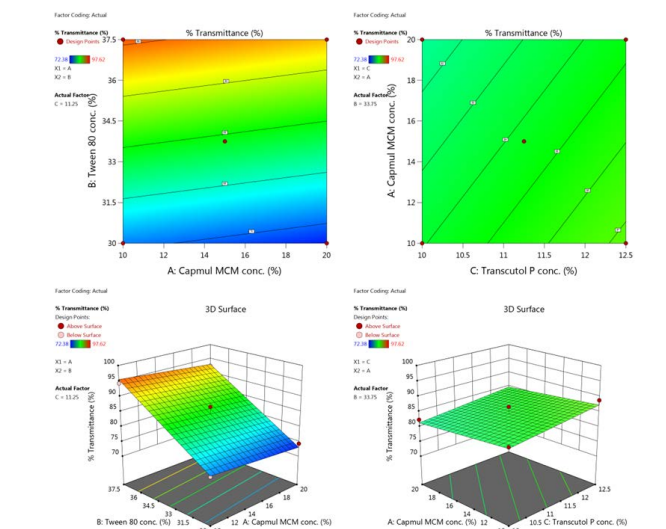 Factor Coding: Actual
% Transmittance (%)
Design Points
72.38 97.62
X1 = A
X2 = B
Actual Factor
C = 11.25
% Transmittance (%)
B: Tween 80 conc. (%)
37.5
36
34.5
33
31.5
30
10 12 14 16 18 20
A: Capmul MCM conc. (%)
Factor Coding: Actual
% Transmittance (%)
Design Points
72.38 97.62
X1 = C
X2 = A
Actual Factor
B = 33.75
% Transmittance (%)
A: Capmul MCM conc. (%)
20
18
16
14
12
10
10 10.5 11 11.5 12 12.5
C: Transcutol P conc. (%)
Factor Coding: Actual
% Transmittance (%)
Design Points:
Above Surface
Below Surface
72.38 97.62
X1 = A
X2 = B
Actual Factor
C = 11.25
3D Surface
% Transmittance (%)
100
95
90
85
80
75
70
37.5
36
34.5
33
31.5
12
14
16
18
20
B: Tween 80 conc. (%)
A: Capmul MCM conc. (%)
Factor Coding: Actual
% Transmittance (%)
Design Points:
Above Surface
Below Surface
72.38 97.62
X1 = C
X2 = A
Actual Factor
B = 33.75
3D Surface
% Transmittance (%)
100
95
90
85
80
75
70
20
18
16
14
12
10.5
11
11.5
12
12.5
A: Capmul MCM conc. (%)
C: Transcutol P conc. (%)